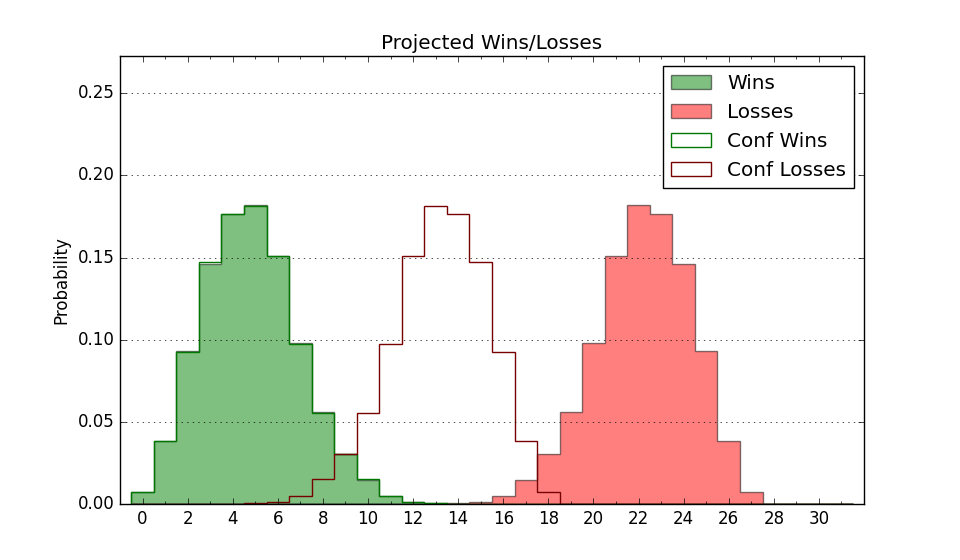 Projected Wins/Losses
Wins
Losses
Conf Wins
Conf Losses
Probability
0.25
0.20
0.15
0.10
0.05
0.00
0 2 4 6 8 10 12 14 16 18 20 22 24 26 28 30